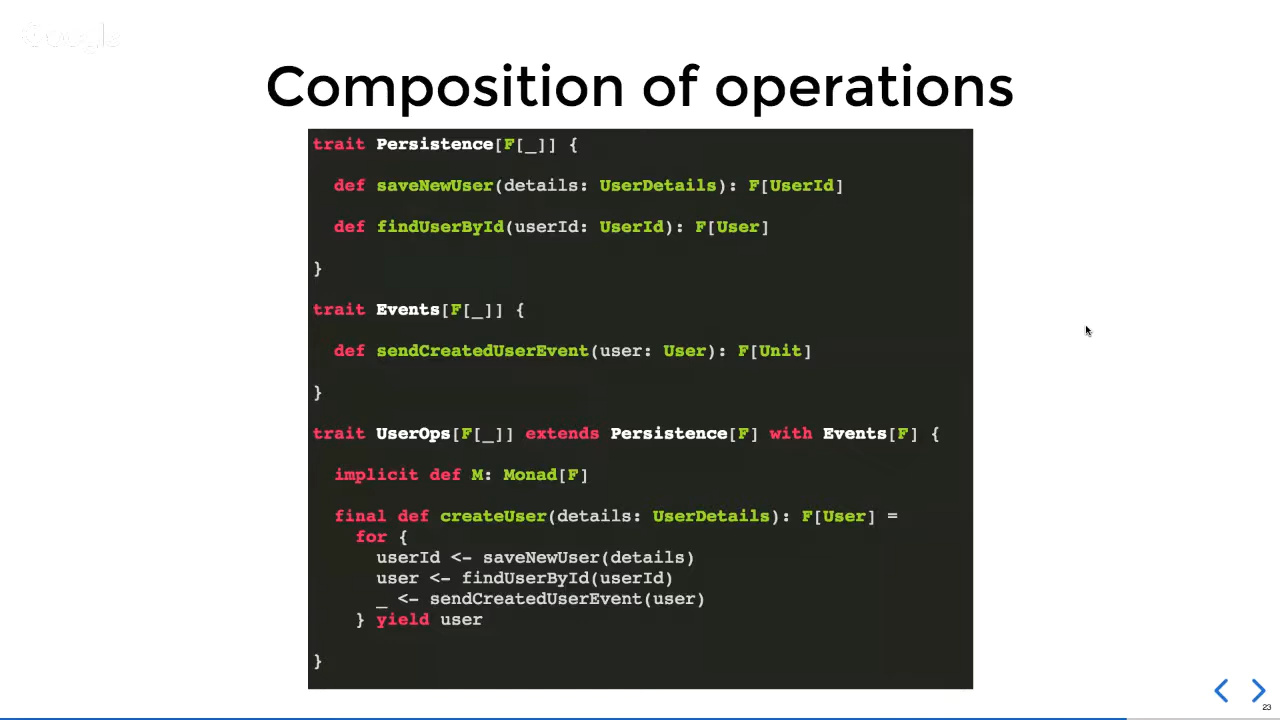 Google
Composition of operations
trait Persistence[F[_]] {
def saveNewUser(details: UserDetails): F[UserId]
def findUserById(userId: UserId): F[User]
}
trait Events[F[_]] {
def sendCreatedUserEvent(user: User): F[Unit]
}
trait UserOps[F[_]] extends Persistence[F] with Events[F] {
implicit def M: Monad[F]
final def createUser(details: UserDetails): F[User] =
for {
userId <- saveNewUser(details)
user <- findUserById(userId)
_ <- sendCreatedUserEvent(user)
} yield user
}
23